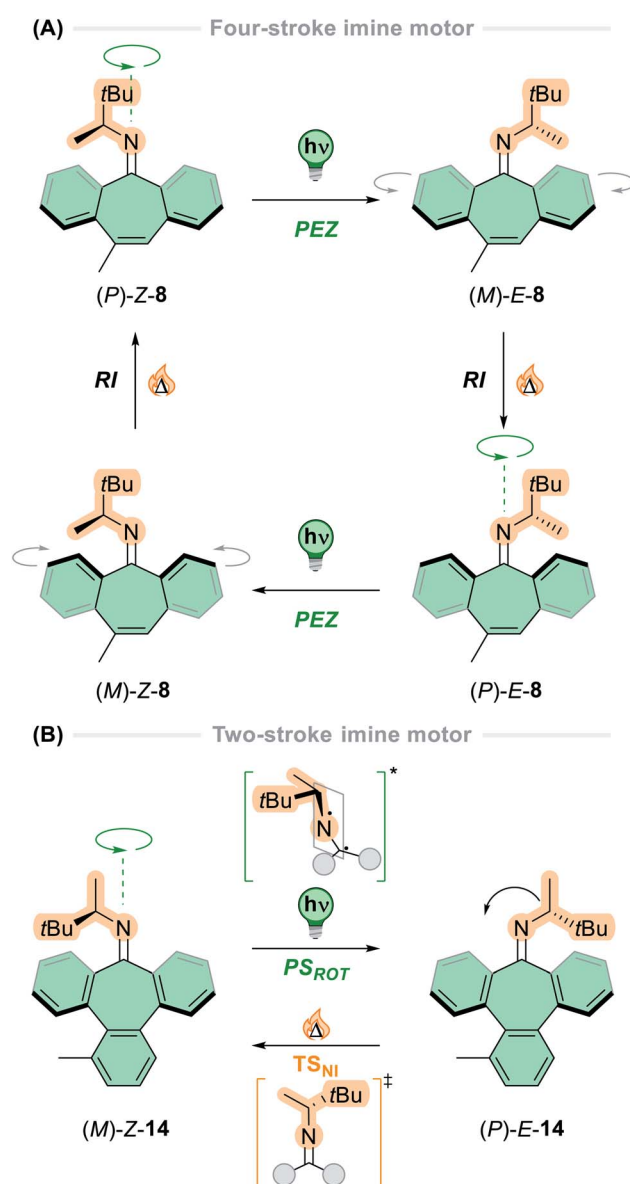 (A) Four-stroke imine motor
tBu
N
hν
PEZ
tBu
N
(P)-Z-8
(M)-E-8
RI
Δ
RI
Δ
tBu
N
hν
PEZ
tBu
N
(M)-Z-8
(P)-E-8
(B) Two-stroke imine motor
*
tBu
N
tBu
N
hν
PSROT
N
tBu
Δ
TSNI
‡
tBu
N
(M)-Z-14
(P)-E-14